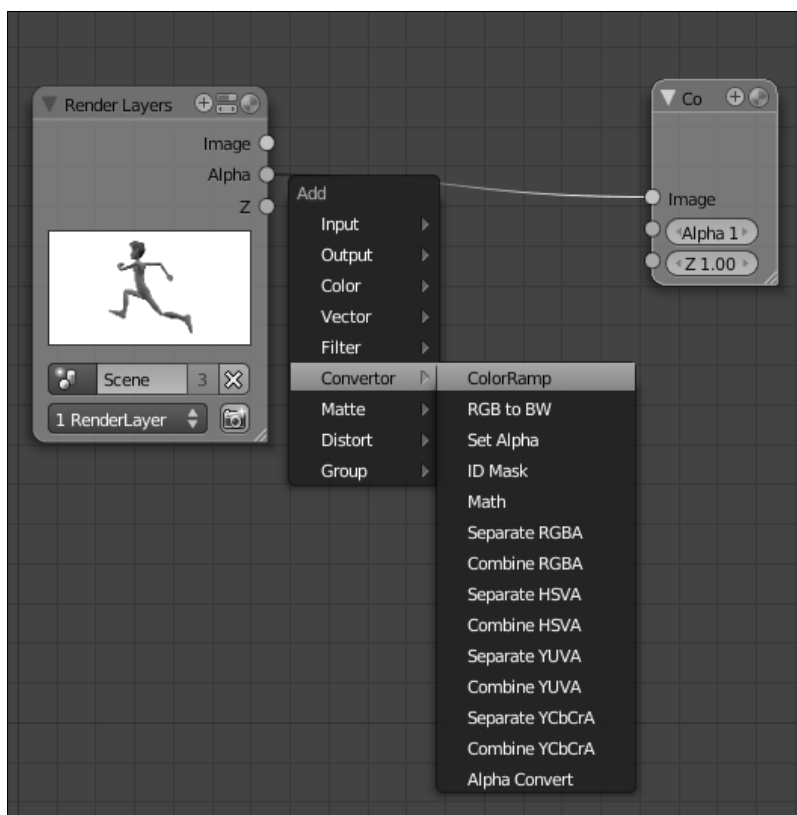 Render Layers
Image
Alpha
Z
Scene 3
1 RenderLayer
Add
Input
Output
Color
Vector
Filter
Convertor
Matte
Distort
Group
ColorRamp
RGB to BW
Set Alpha
ID Mask
Math
Separate RGBA
Combine RGBA
Separate HSVA
Combine HSVA
Separate YUVA
Combine YUVA
Separate YCbCrA
Combine YCbCrA
Alpha Convert
Co
Image
Alpha 1
Z 1.00